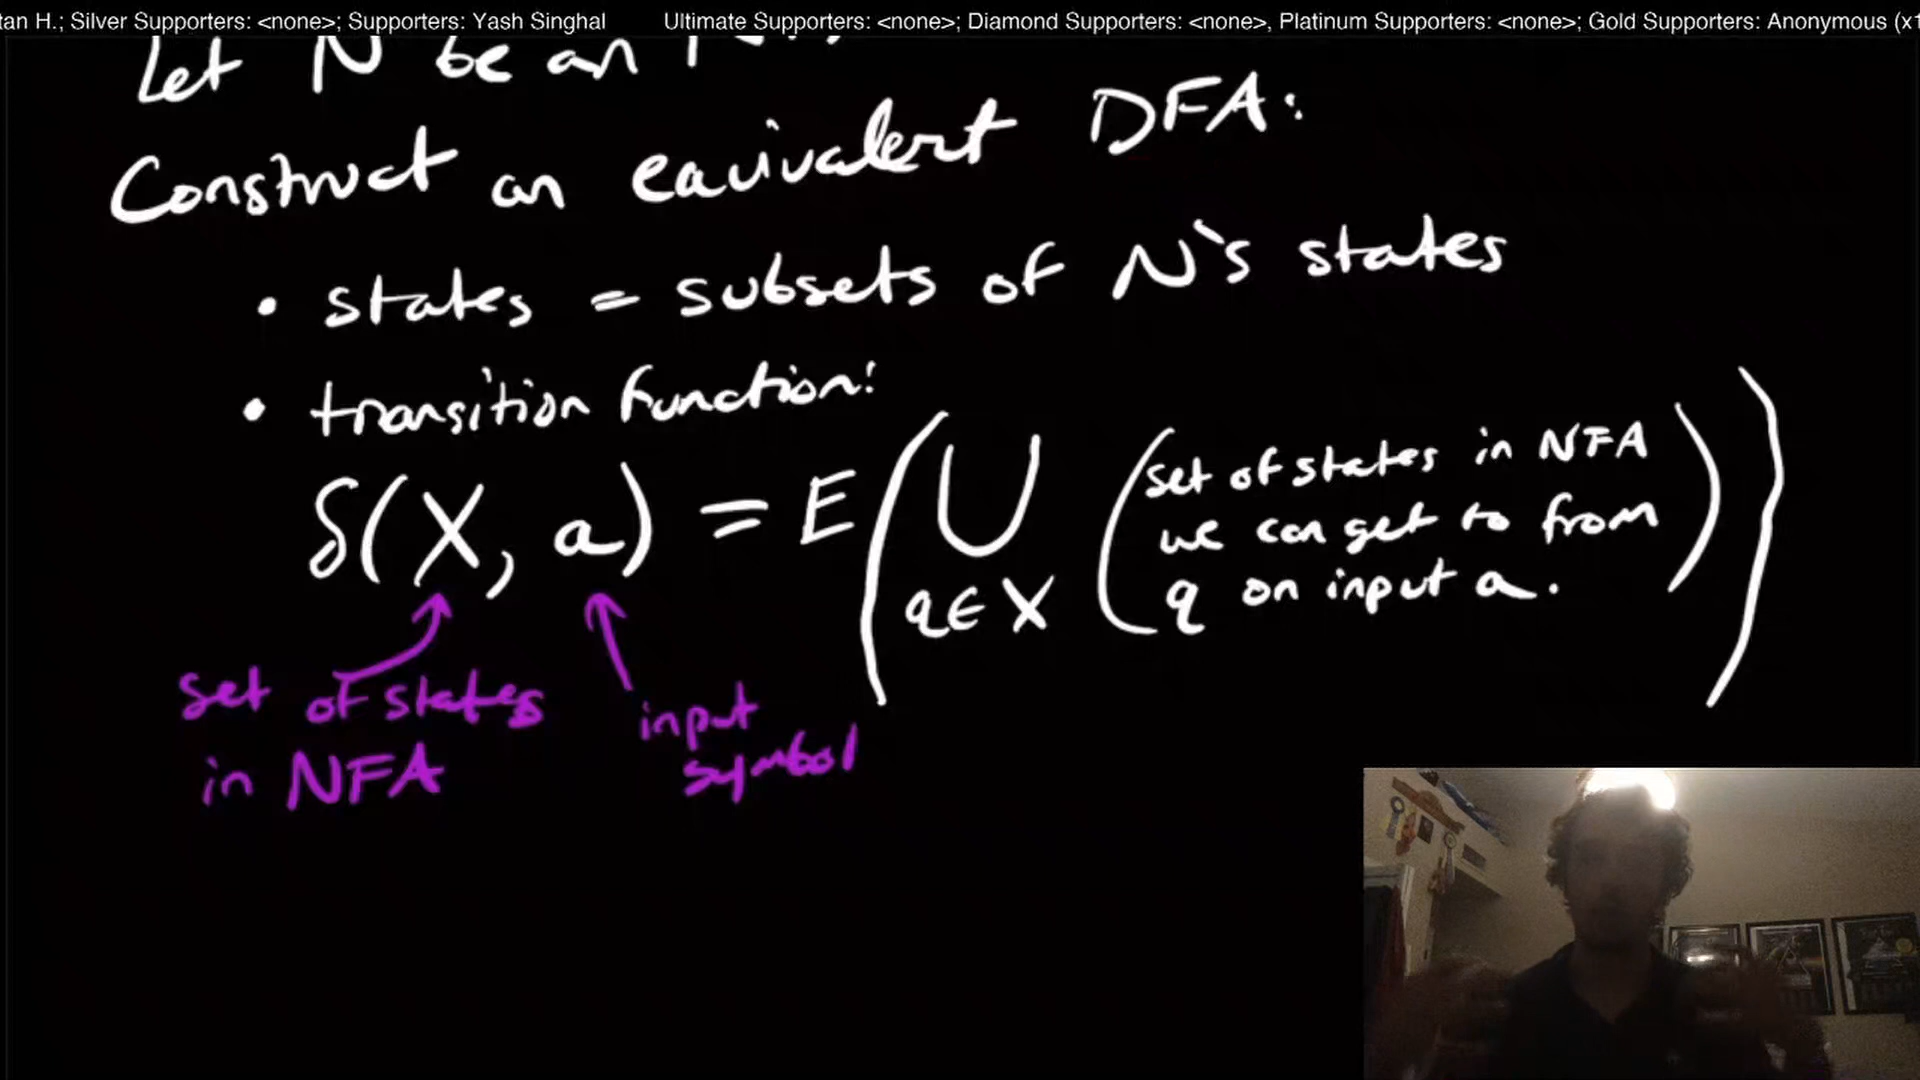 tan H.; Silver Supporters: <none>; Supporters: Yash Singhal Ultimate Supporters: <none>; Diamond Supporters: <none>, Platinum Supporters: <none>; Gold Supporters: Anonymous (x1
Let N be an
Construct an equivalent DFA:
• states = subsets of N's states
• transition function:
δ(X, a) = E(⋃ q∈X (set of states in NFA
we can get to from
q on input a.))
set of states
in NFA
input
symbol